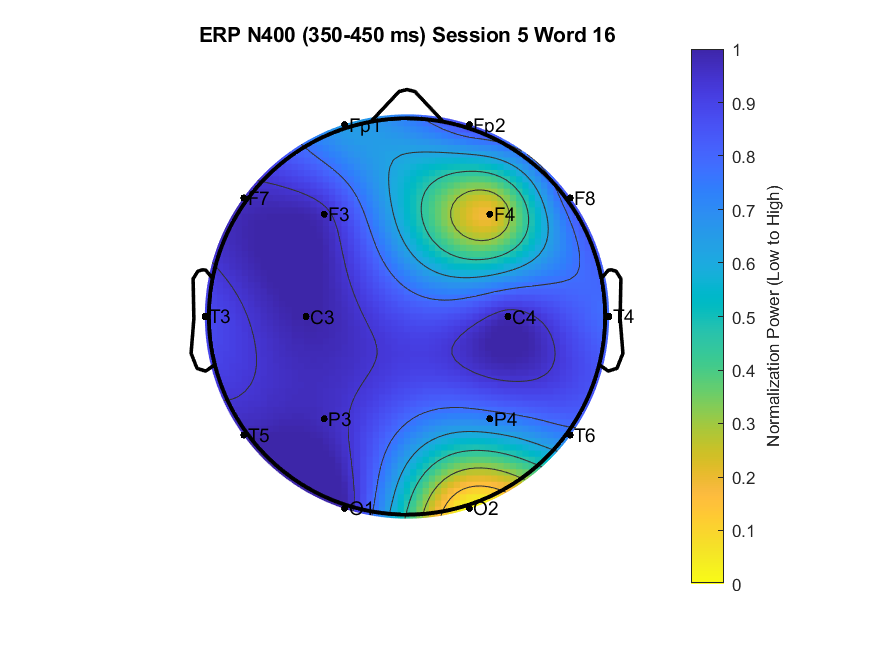 ERP N400 (350-450 ms) Session 5 Word 16
Fp1
Fp2
F7
F3
F4
F8
T3
C3
C4
T4
T5
P3
P4
T6
O1
O2
1
0.9
0.8
0.7
0.6
0.5
0.4
0.3
0.2
0.1
0
Normalization Power (Low to High)